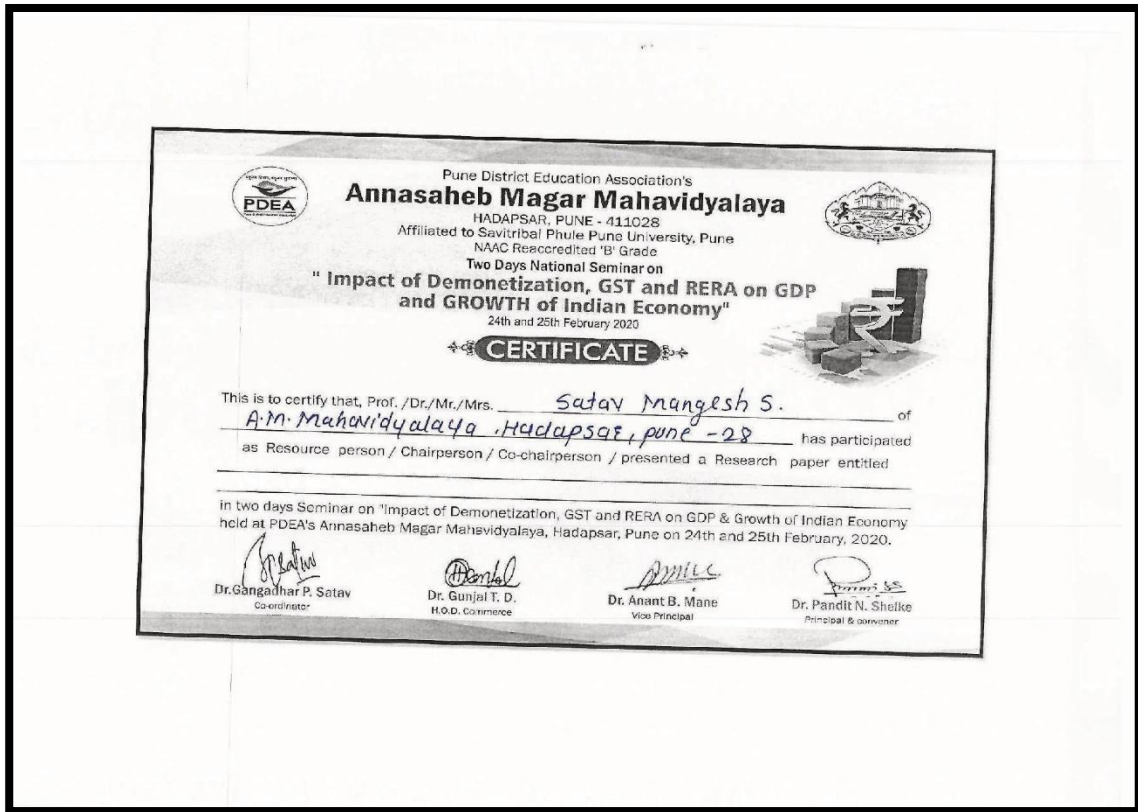 Pune District Education Association's
PDEA
Annasaheb Magar Mahavidyalaya
HADAPSAR, PUNE - 411028
Affiliated to Savitribai Phule Pune University, Pune
NAAC Reaccredited 'B' Grade
Two Days National Seminar on
" Impact of Demonetization, GST and RERA on GDP
and GROWTH of Indian Economy"
24th and 25th February 2020
CERTIFICATE
This is to certify that, Prof. /Dr./Mr./Mrs. Satav Mangesh S. of
A.M. Mahavidyalaya, Hadapsar, pune -28 has participated
as Resource person / Chairperson / Co-chairperson / presented a Research paper entitled
in two days Seminar on "Impact of Demonetization, GST and RERA on GDP & Growth of Indian Economy
held at PDEA's Annasaheb Magar Mahavidyalaya, Hadapsar, Pune on 24th and 25th February, 2020.
Dr.Gangadhar P. Satav
Co-ordinator
Dr. Gunjal T. D.
H.O.D. Commerce
Dr. Anant B. Mane
Vice Principal
Dr. Pandit N. Shelke
Principal & convener